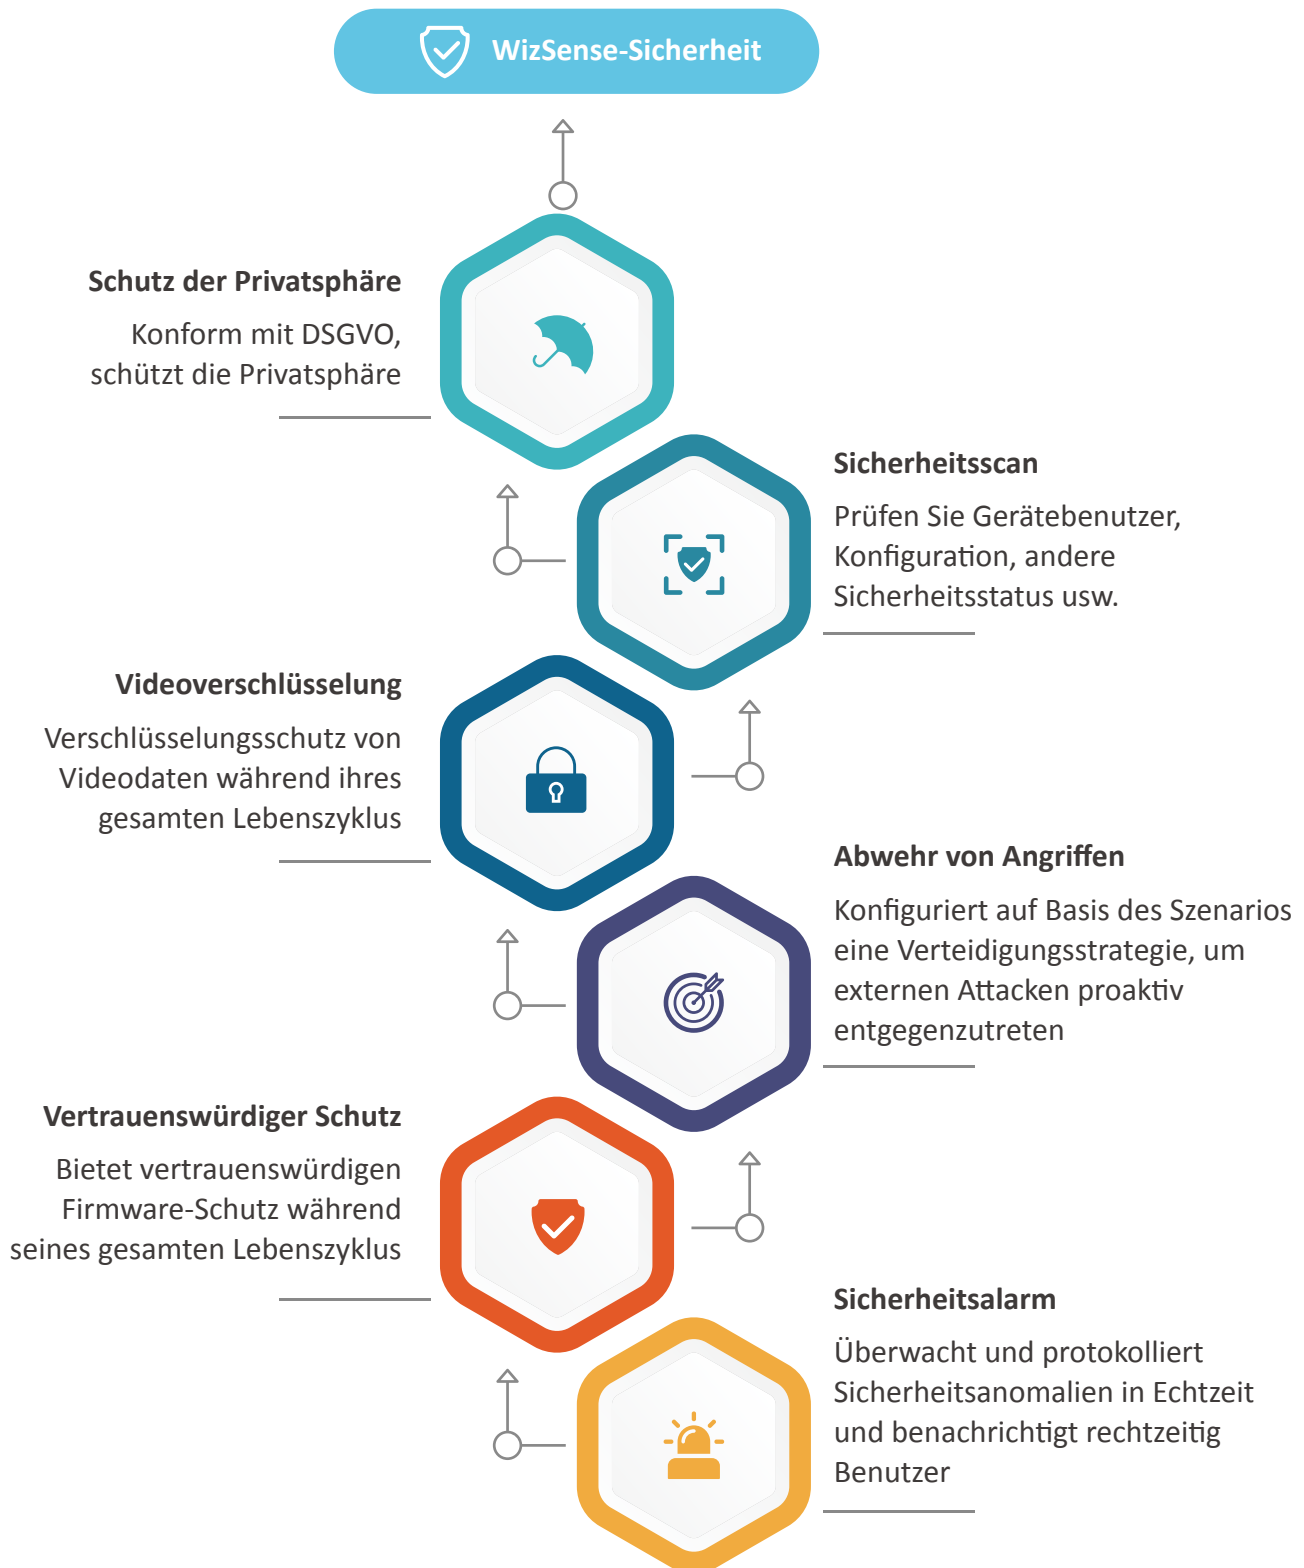 WizSense-Sicherheit
Schutz der Privatsphäre
Konform mit DSGVO,
schützt die Privatsphäre
Sicherheitsscan
Prüfen Sie Gerätebenutzer,
Konfiguration, andere
Sicherheitsstatus usw.
Videoverschlüsselung
Verschlüsselungsschutz von
Videodaten während ihres
gesamten Lebenszyklus
Abwehr von Angriffen
Konfiguriert auf Basis des Szenarios
eine Verteidigungsstrategie, um
externen Attacken proaktiv
entgegenzutreten
Vertrauenswürdiger Schutz
Bietet vertrauenswürdigen
Firmware-Schutz während
seines gesamten Lebenszyklus
Sicherheitsalarm
Überwacht und protokolliert
Sicherheitsanomalien in Echtzeit
und benachrichtigt rechtzeitig
Benutzer